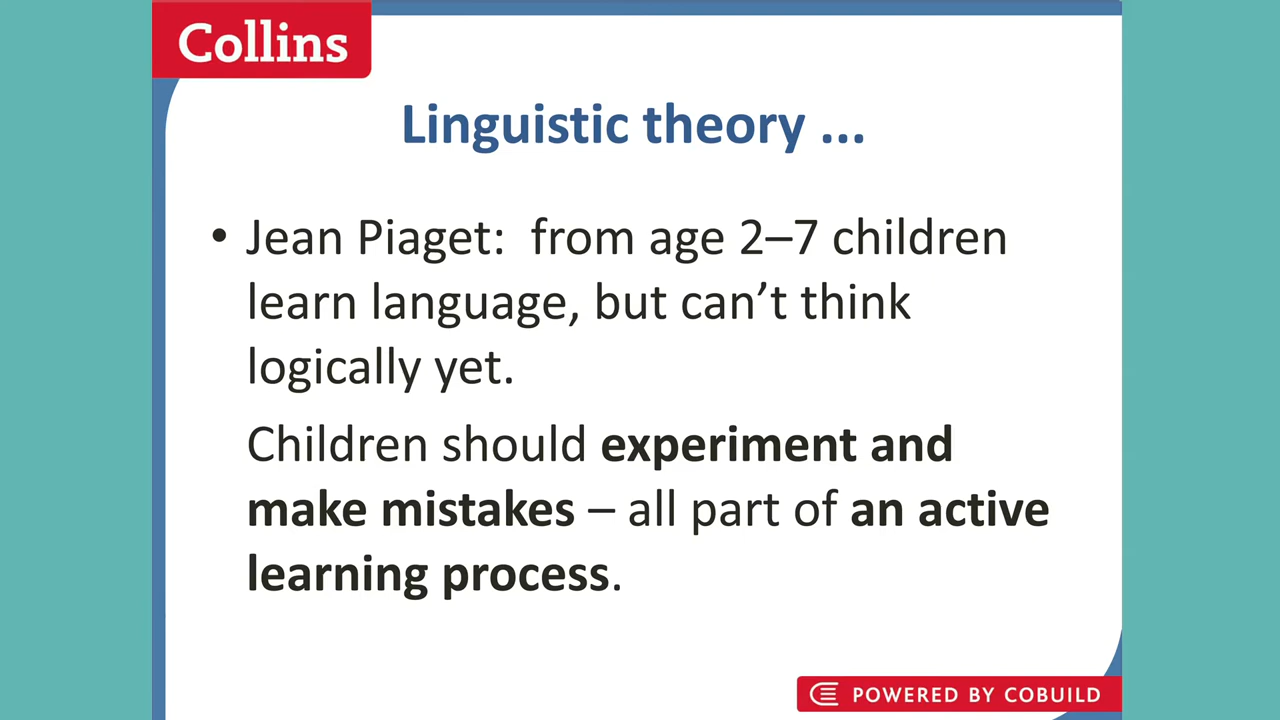 Collins
Linguistic theory ...
• Jean Piaget:  from age 2–7 children
learn language, but can’t think
logically yet.
Children should experiment and
make mistakes – all part of an active
learning process.
POWERED BY COBUILD